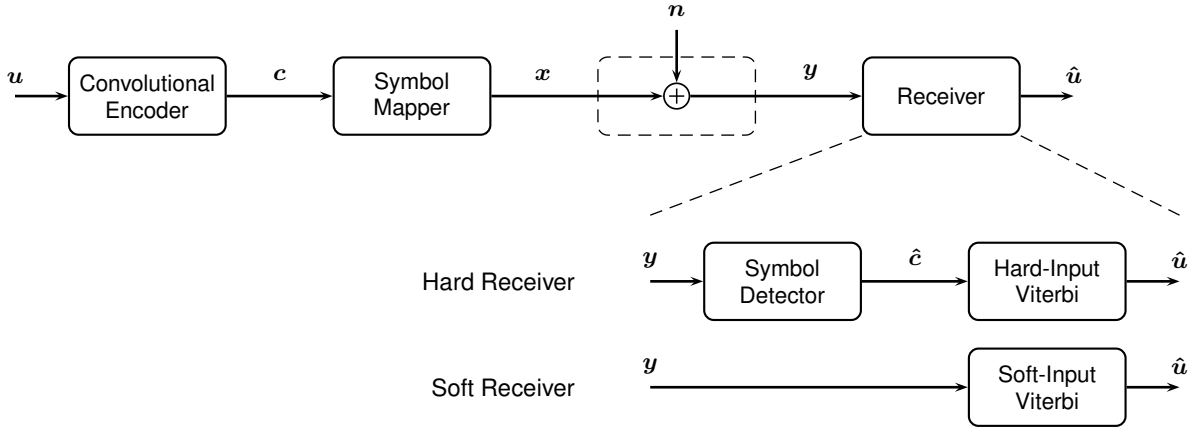 n
u
Convolutional
Encoder
c
Symbol
Mapper
x
+
y
Receiver
û
Hard Receiver
y
Symbol
Detector
ĉ
Hard-Input
Viterbi
û
Soft Receiver
y
Soft-Input
Viterbi
û